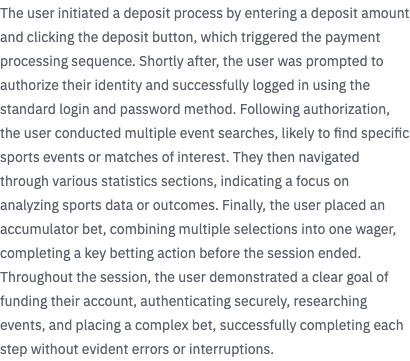 The user initiated a deposit process by entering a deposit amount
and clicking the deposit button, which triggered the payment
processing sequence. Shortly after, the user was prompted to
authorize their identity and successfully logged in using the
standard login and password method. Following authorization,
the user conducted multiple event searches, likely to find specific
sports events or matches of interest. They then navigated
through various statistics sections, indicating a focus on
analyzing sports data or outcomes. Finally, the user placed an
accumulator bet, combining multiple selections into one wager,
completing a key betting action before the session ended.
Throughout the session, the user demonstrated a clear goal of
funding their account, authenticating securely, researching
events, and placing a complex bet, successfully completing each
step without evident errors or interruptions.